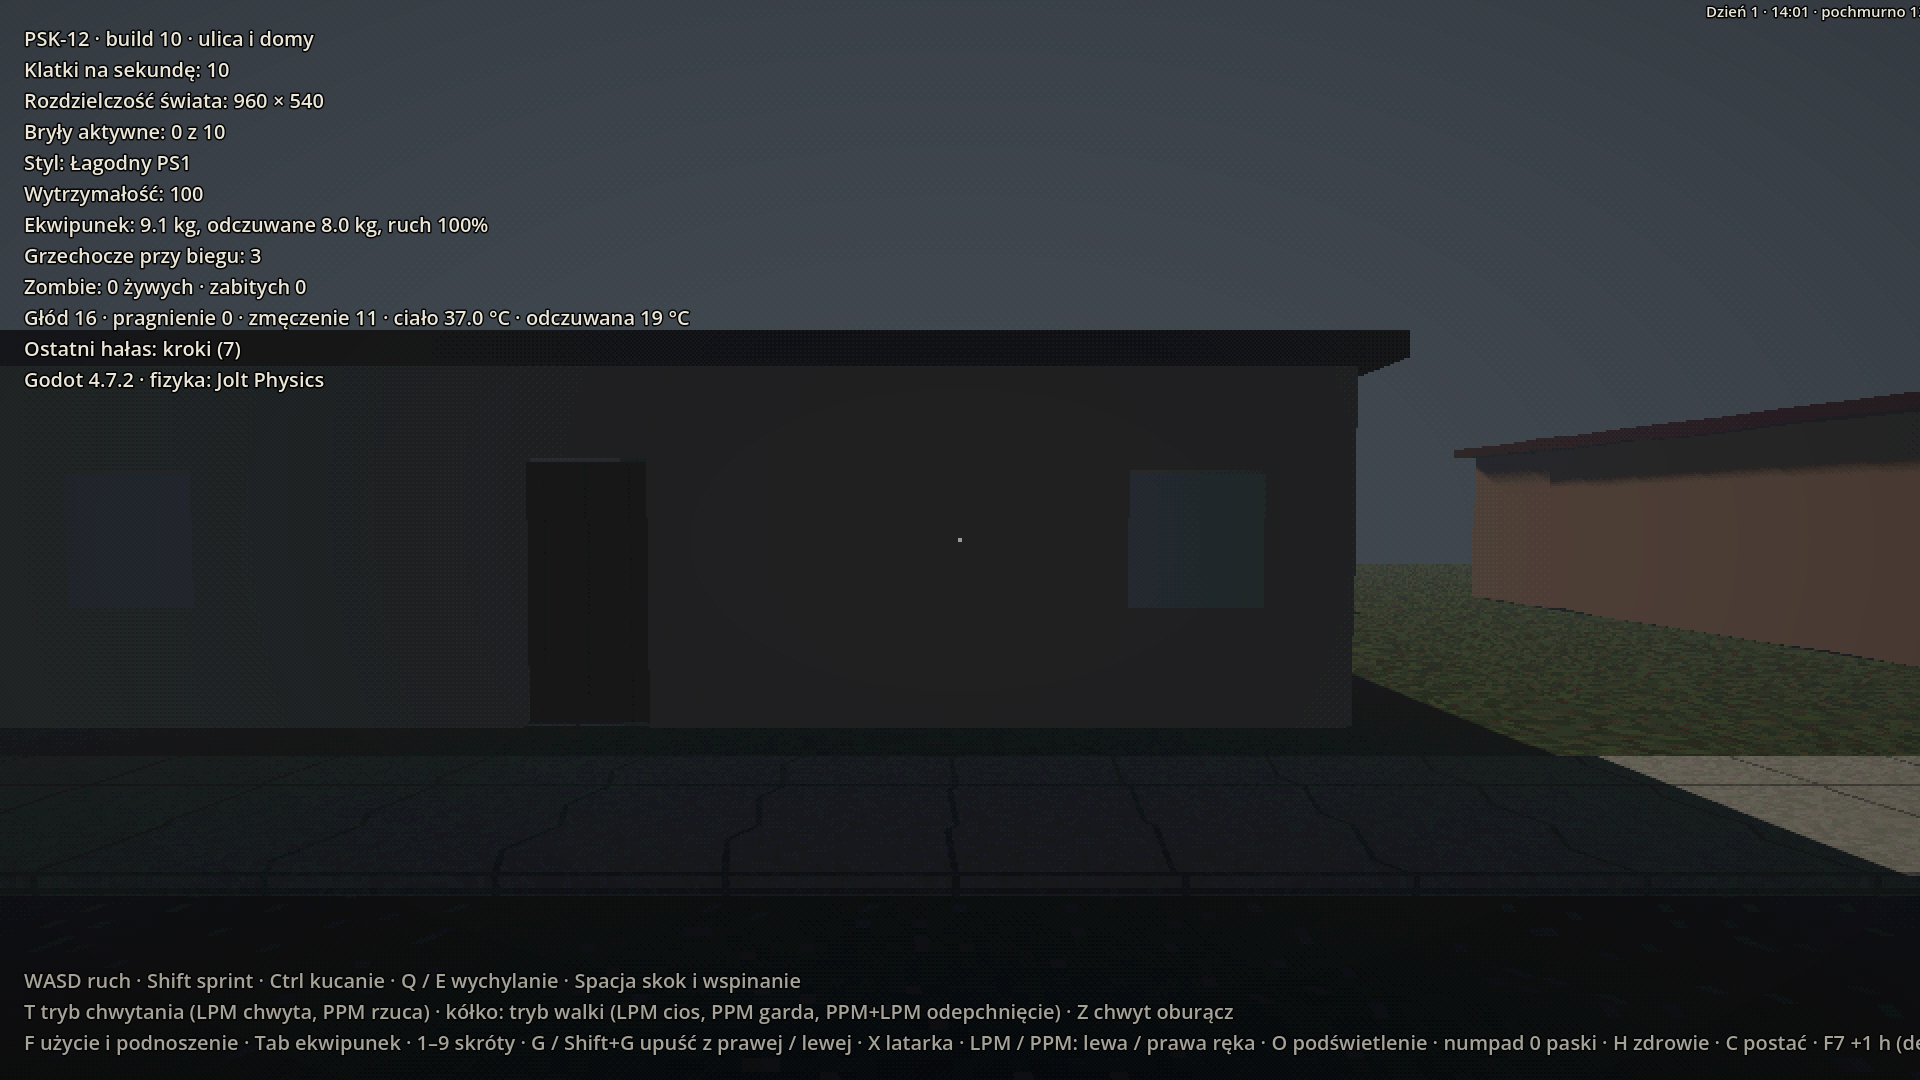 Dzień 1 · 14:01 · pochmurno
PSK-12 · build 10 · ulica i domy
Klatki na sekundę: 10
Rozdzielczość świata: 960 × 540
Bryły aktywne: 0 z 10
Styl: Łagodny PS1
Wytrzymałość: 100
Ekwipunek: 9.1 kg, odczuwane 8.0 kg, ruch 100%
Grzechocze przy biegu: 3
Zombie: 0 żywych · zabitych 0
Głód 16 · pragnienie 0 · zmęczenie 11 · ciało 37.0 °C · odczuwana 19 °C
Ostatni hałas: kroki (7)
Godot 4.7.2 · fizyka: Jolt Physics
WASD ruch · Shift sprint · Ctrl kucanie · Q / E wychylanie · Spacja skok i wspinanie
T tryb chwytania (LPM chwyta, PPM rzuca) · kółko: tryb walki (LPM cios, PPM garda, PPM+LPM odepchnięcie) · Z chwyt oburącz
F użycie i podnoszenie · Tab ekwipunek · 1–9 skróty · G / Shift+G upuść z prawej / lewej · X latarka · LPM / PPM: lewa / prawa ręka · O podświetlenie · numpad 0 paski · H zdrowie · C postać · F7 +1 h